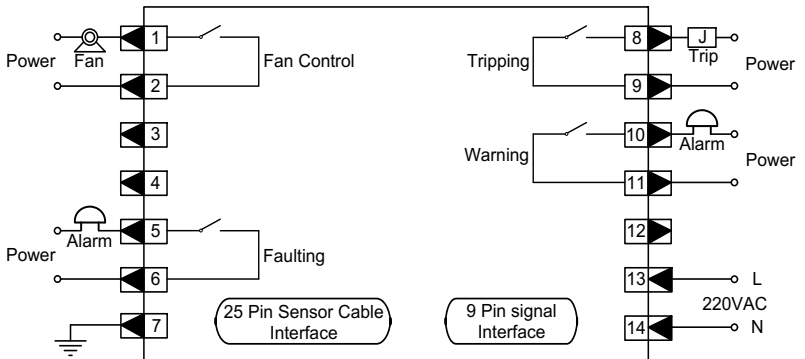 1
8
J
Power
Fan
Fan Control
Tripping
Trip
Power
2
9
3
10
Warning
Alarm
Power
4
11
5
12
Power
Alarm
Faulting
6
13
L
220VAC
7
25 Pin Sensor Cable
Interface
9 Pin signal
Interface
14
N